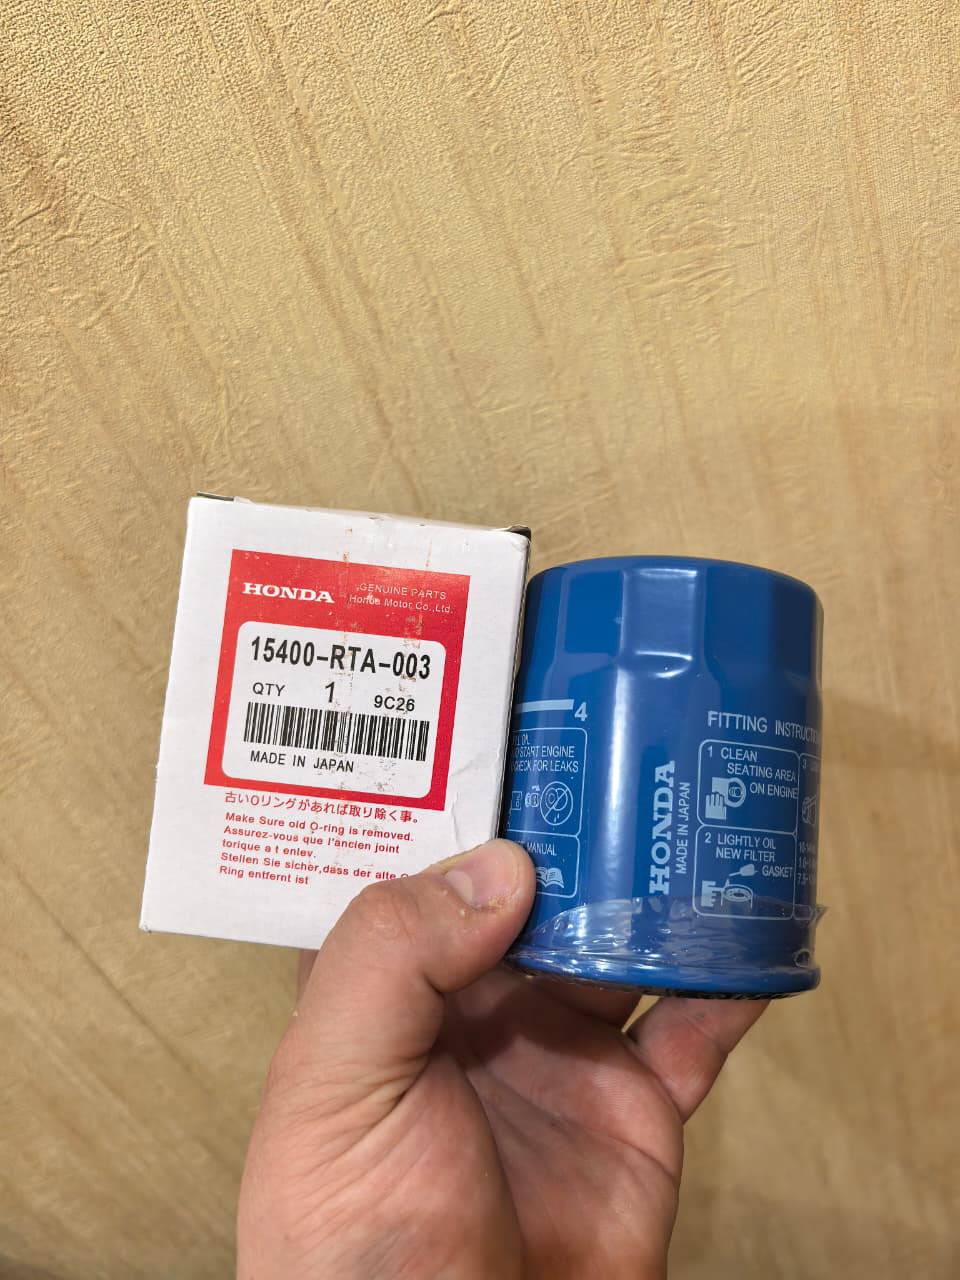 HONDA
GENUINE PARTS
Honda Motor Co.,Ltd.
15400-RTA-003
QTY 1 9C26
MADE IN JAPAN
古いOリングがあれば取り除く事。
Make Sure old O-ring is removed.
Assurez-vous que l'ancien joint
torique a t enlev.
Stellen Sie sicher,dass der alte
Ring entfernt ist
4
START ENGINE
CHECK FOR LEAKS
MANUAL
HONDA
MADE IN JAPAN
FITTING
1 CLEAN
SEATING AREA
ON ENGINE
2 LIGHTLY OIL
NEW FILTER
GASKET
3